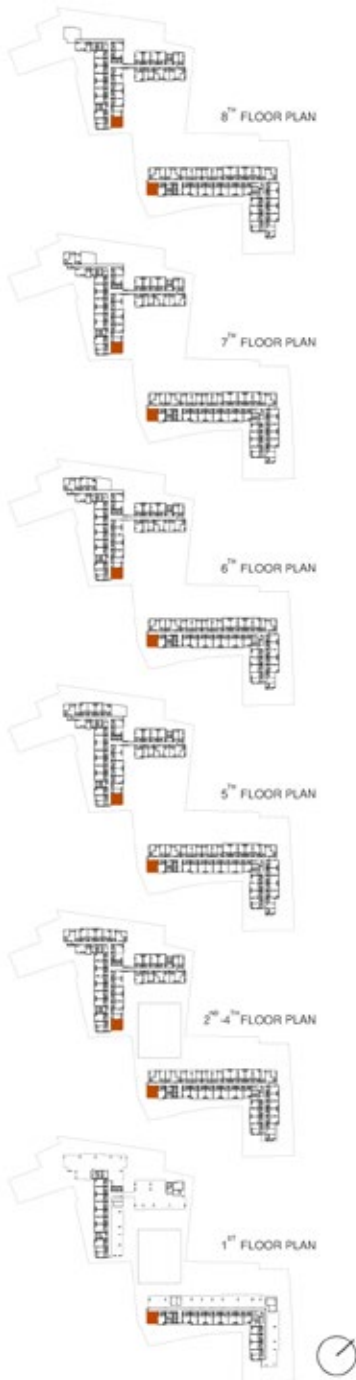 8TH FLOOR PLAN
7TH FLOOR PLAN
6TH FLOOR PLAN
5TH FLOOR PLAN
2ND-4TH FLOOR PLAN
1ST FLOOR PLAN